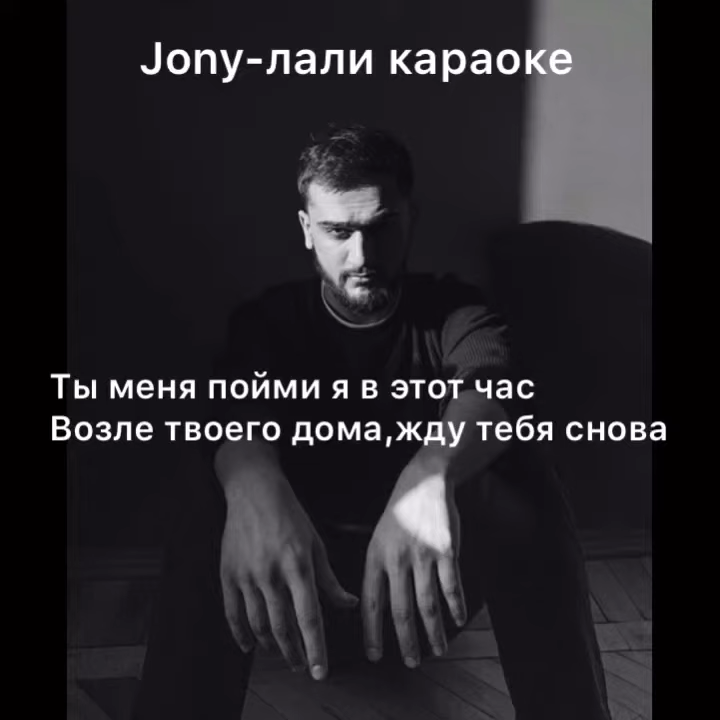 Jony-лали караоке
Ты меня пойми я в этот час
Возле твоего дома,жду тебя снова